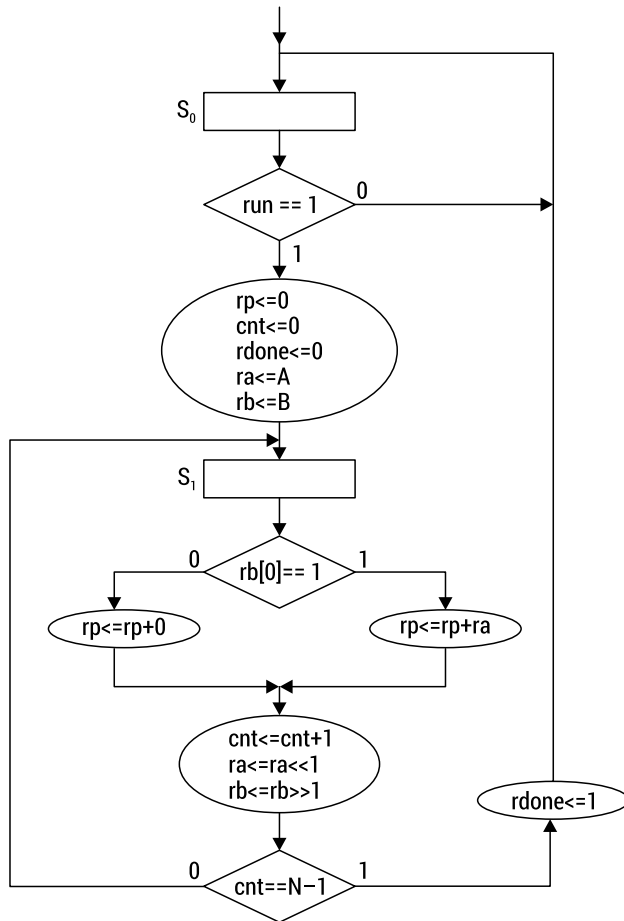 S₀
run == 1
0
1
rp<=0
cnt<=0
rdone<=0
ra<=A
rb<=B
S₁
0
rb[0]== 1
1
rp<=rp+0
rp<=rp+ra
cnt<=cnt+1
ra<=ra<<1
rb<=rb>>1
rdone<=1
0
cnt==N−1
1